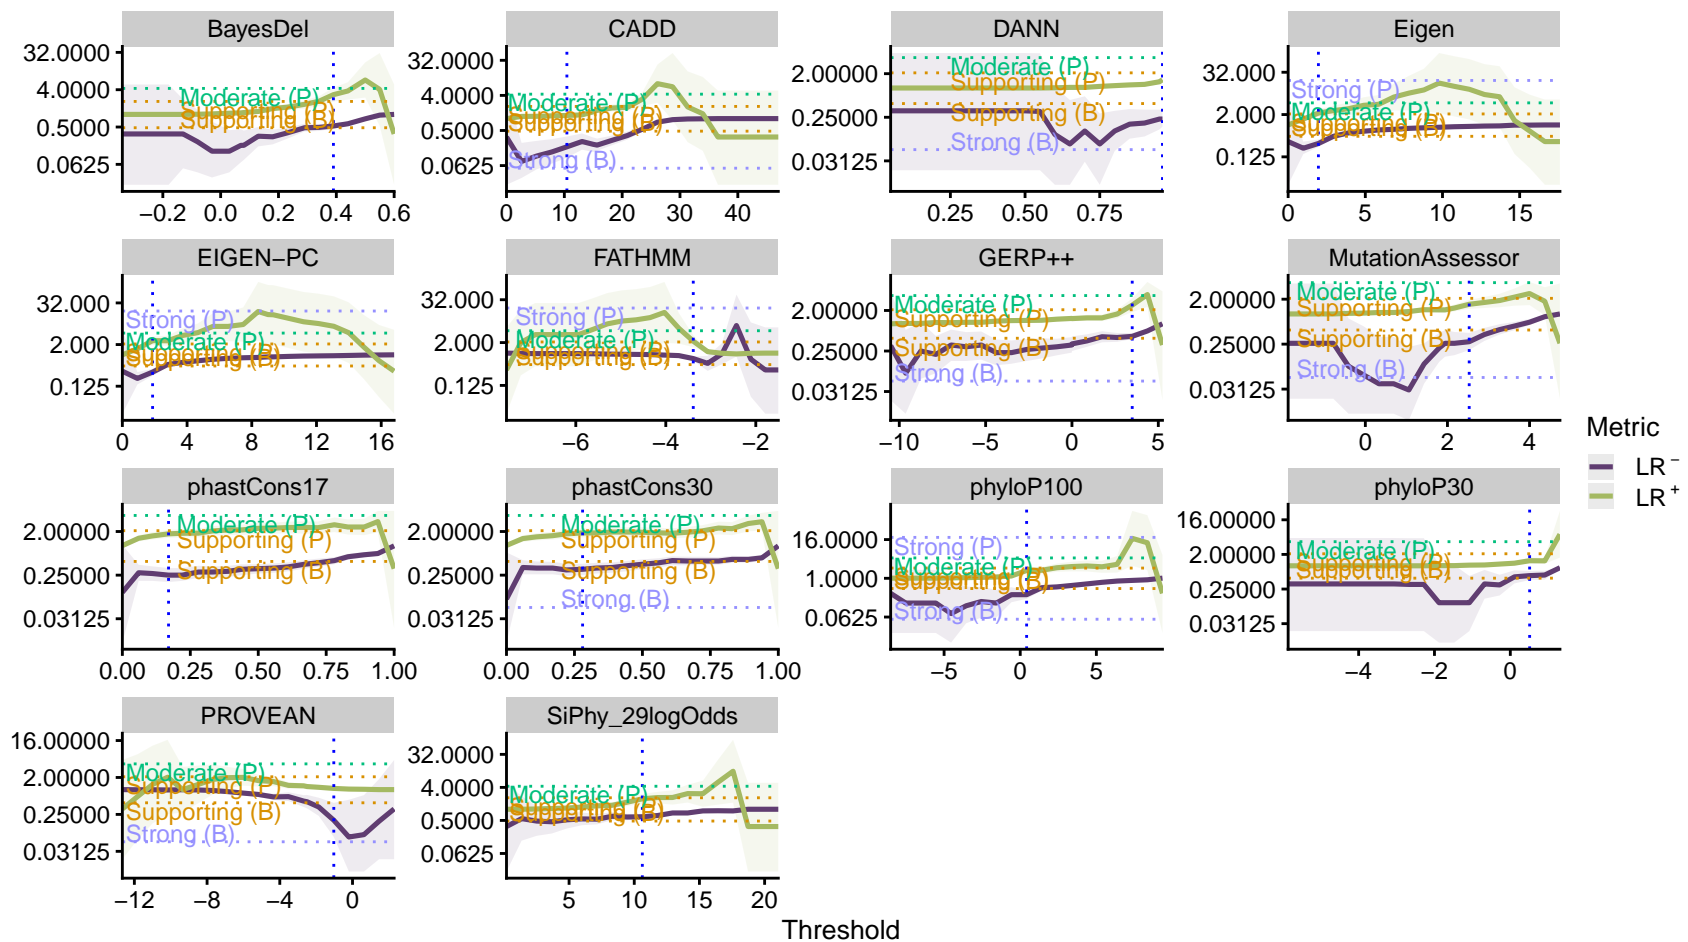 BayesDel
32.0000
4.0000
0.5000
0.0625
Moderate (P)
Supporting (P)
Supporting (B)
−0.2 0.0 0.2 0.4 0.6
CADD
32.0000
4.0000
0.5000
0.0625
Moderate (P)
Supporting (P)
Supporting (B)
Strong (B)
0 10 20 30 40
DANN
2.00000
0.25000
0.03125
Moderate (P)
Supporting (P)
Supporting (B)
Strong (B)
0.25 0.50 0.75
Eigen
32.000
2.000
0.125
Strong (P)
Moderate (P)
Supporting (P)
Supporting (B)
0 5 10 15
EIGEN−PC
32.000
2.000
0.125
Strong (P)
Moderate (P)
Supporting (P)
Supporting (B)
0 4 8 12 16
FATHMM
32.000
2.000
0.125
Strong (P)
Moderate (P)
Supporting (P)
Supporting (B)
−6 −4 −2
GERP++
2.00000
0.25000
0.03125
Moderate (P)
Supporting (P)
Supporting (B)
Strong (B)
−10 −5 0 5
MutationAssessor
2.00000
0.25000
0.03125
Moderate (P)
Supporting (P)
Supporting (B)
Strong (B)
0 2 4
phastCons17
2.00000
0.25000
0.03125
Moderate (P)
Supporting (P)
Supporting (B)
0.00 0.25 0.50 0.75 1.00
phastCons30
2.00000
0.25000
0.03125
Moderate (P)
Supporting (P)
Supporting (B)
Strong (B)
0.00 0.25 0.50 0.75 1.00
phyloP100
16.0000
1.0000
0.0625
Strong (P)
Moderate (P)
Supporting (P)
Supporting (B)
Strong (B)
−5 0 5
phyloP30
16.00000
2.00000
0.25000
0.03125
Moderate (P)
Supporting (P)
Supporting (B)
−4 −2 0
PROVEAN
16.00000
2.00000
0.25000
0.03125
Moderate (P)
Supporting (P)
Supporting (B)
Strong (B)
−12 −8 −4 0
SiPhy_29logOdds
32.0000
4.0000
0.5000
0.0625
Moderate (P)
Supporting (P)
Supporting (B)
5 10 15 20
Threshold
Metric
LR⁻
LR⁺